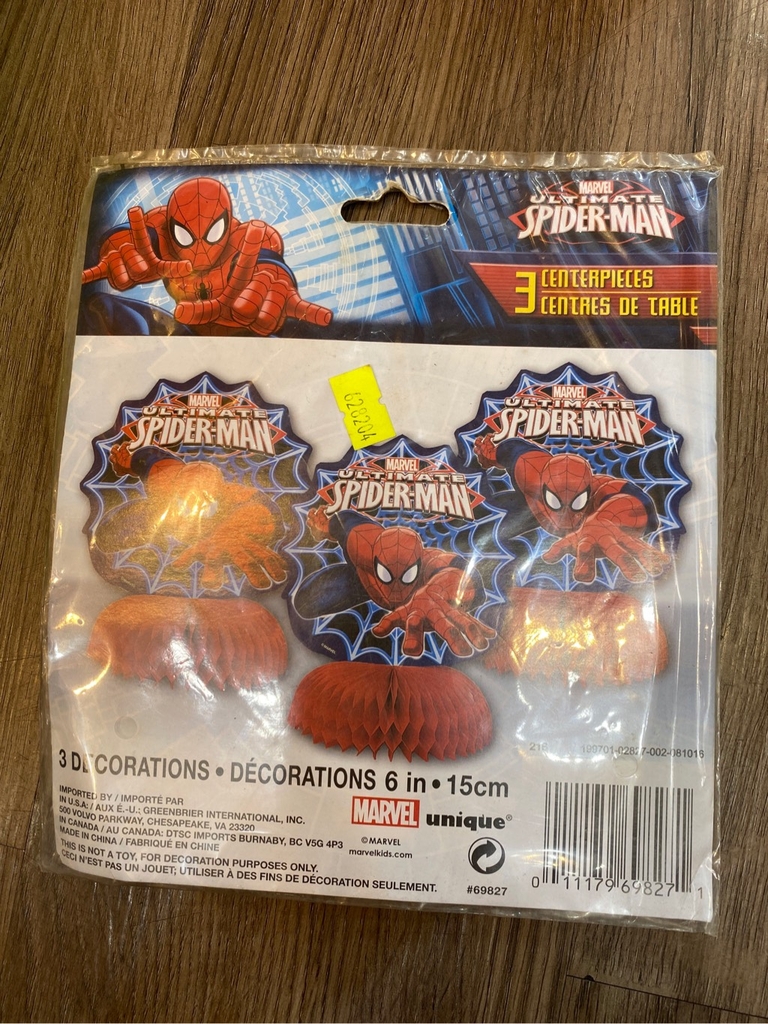 MARVEL
ULTIMATE
SPIDER-MAN
3 CENTERPIECES
CENTRES DE TABLE
628204
MARVEL
ULTIMATE
SPIDER-MAN
MARVEL
ULTIMATE
SPIDER-MAN
MARVEL
ULTIMATE
SPIDER-MAN
199701-02827-002-081016
3 DECORATIONS • DÉCORATIONS 6 in • 15cm
IMPORTED BY / IMPORTÉ PAR
IN U.S.A: / AUX É.-U.: GREENBRIER INTERNATIONAL, INC.
500 VOLVO PARKWAY, CHESAPEAKE, VA 23320
IN CANADA / AU CANADA: DTSC IMPORTS BURNABY, BC V5G 4P3
MADE IN CHINA / FABRIQUÉ EN CHINE
THIS IS NOT A TOY, FOR DECORATION PURPOSES ONLY.
CECI N'EST PAS UN JOUET; UTILISER À DES FINS DE DÉCORATION SEULEMENT.
MARVEL unique®
©MARVEL
marvelkids.com
#69827
0 11179 69827 1